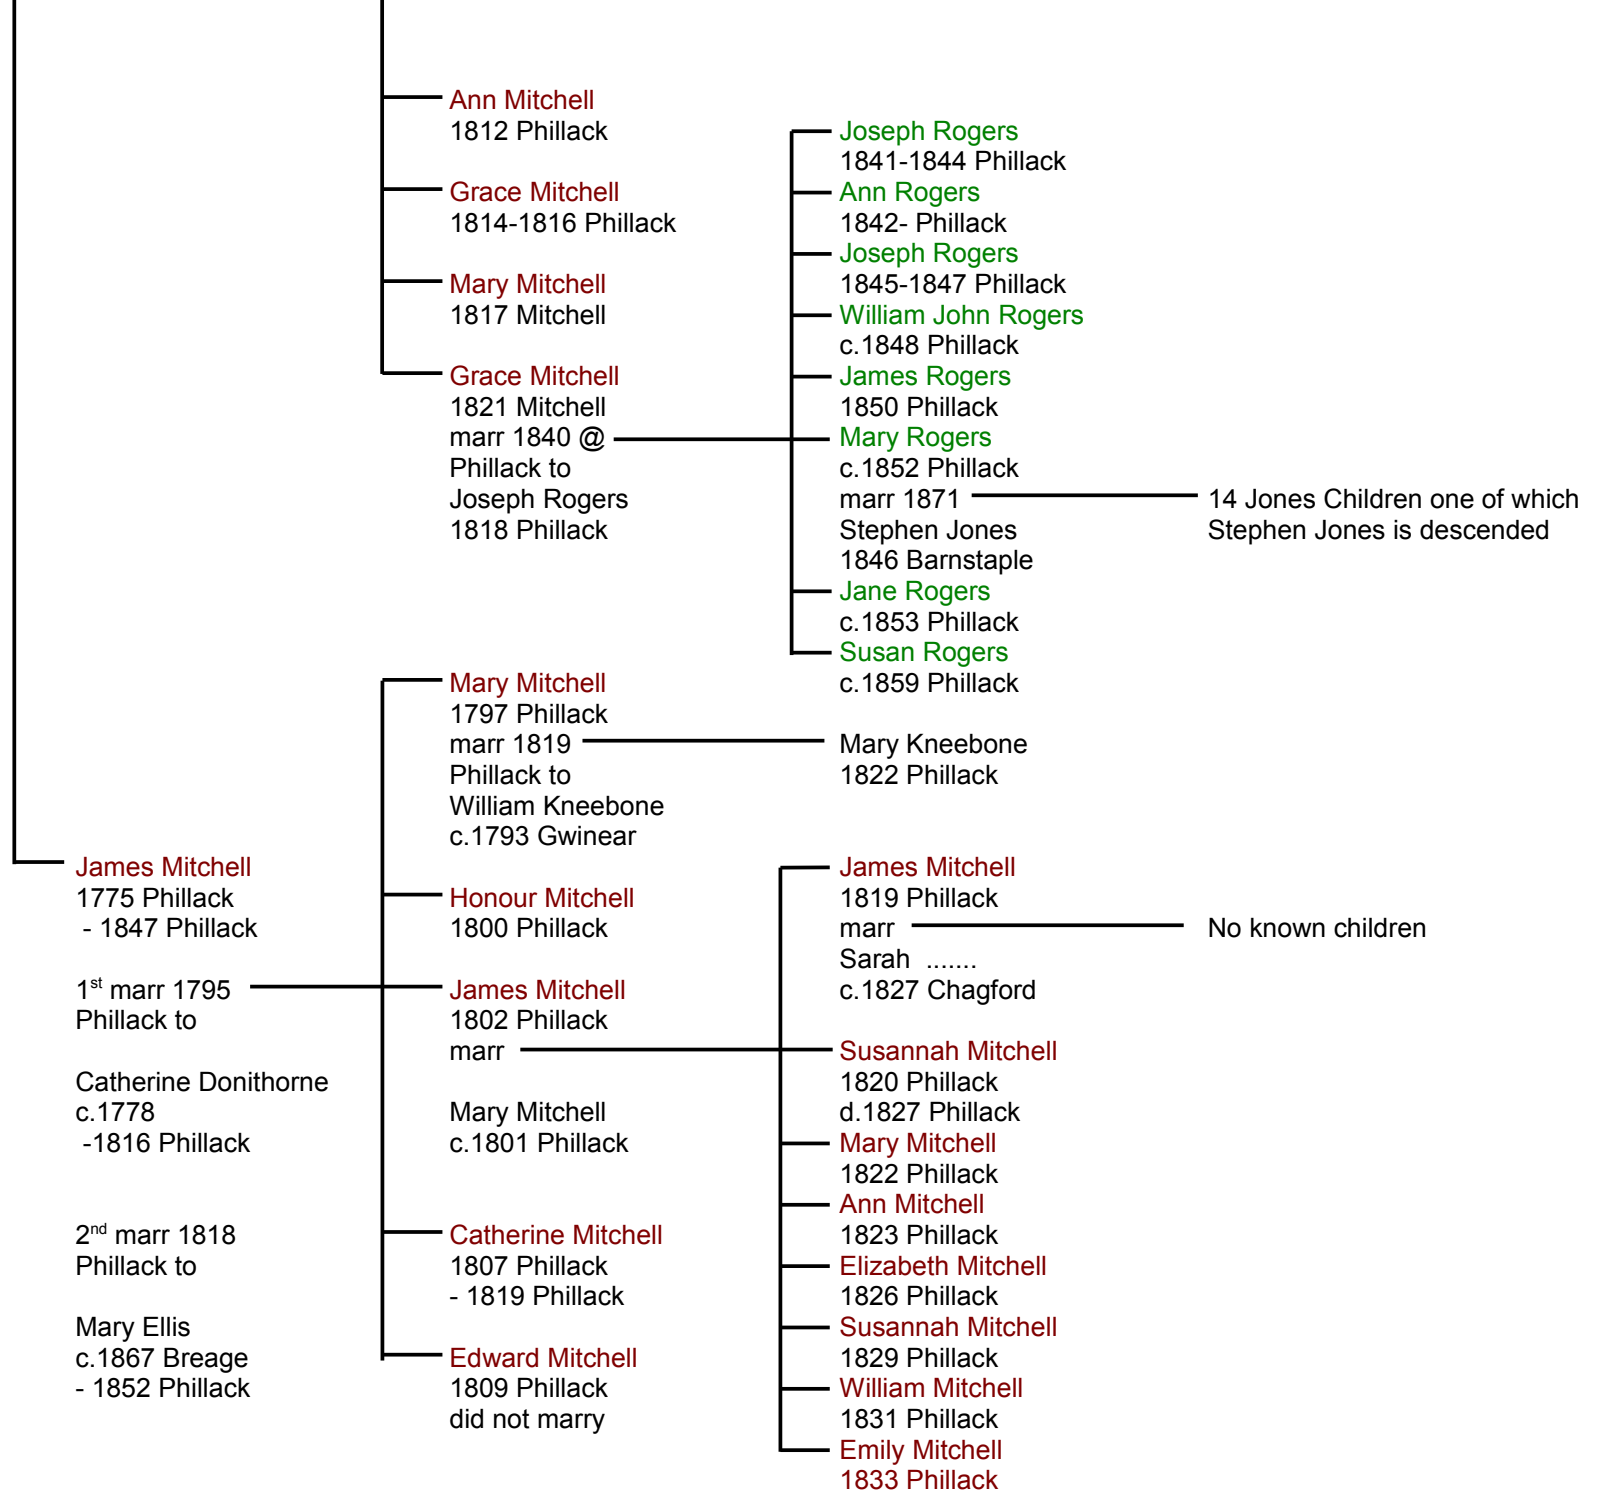 Ann Mitchell
1812 Phillack
Grace Mitchell
1814-1816 Phillack
Mary Mitchell
1817 Mitchell
Grace Mitchell
1821 Mitchell
marr 1840 @
Phillack to
Joseph Rogers
1818 Phillack
Joseph Rogers
1841-1844 Phillack
Ann Rogers
1842- Phillack
Joseph Rogers
1845-1847 Phillack
William John Rogers
c.1848 Phillack
James Rogers
1850 Phillack
Mary Rogers
c.1852 Phillack
marr 1871
Stephen Jones
1846 Barnstaple
Jane Rogers
c.1853 Phillack
Susan Rogers
c.1859 Phillack
14 Jones Children one of which
Stephen Jones is descended
James Mitchell
1775 Phillack
- 1847 Phillack
1st marr 1795
Phillack to
Catherine Donithorne
c.1778
-1816 Phillack
2nd marr 1818
Phillack to
Mary Ellis
c.1867 Breage
- 1852 Phillack
Mary Mitchell
1797 Phillack
marr 1819
Phillack to
William Kneebone
c.1793 Gwinear
Mary Kneebone
1822 Phillack
Honour Mitchell
1800 Phillack
James Mitchell
1802 Phillack
marr
Mary Mitchell
c.1801 Phillack
Catherine Mitchell
1807 Phillack
- 1819 Phillack
Edward Mitchell
1809 Phillack
did not marry
James Mitchell
1819 Phillack
marr
Sarah .......
c.1827 Chagford
No known children
Susannah Mitchell
1820 Phillack
d.1827 Phillack
Mary Mitchell
1822 Phillack
Ann Mitchell
1823 Phillack
Elizabeth Mitchell
1826 Phillack
Susannah Mitchell
1829 Phillack
William Mitchell
1831 Phillack
Emily Mitchell
1833 Phillack